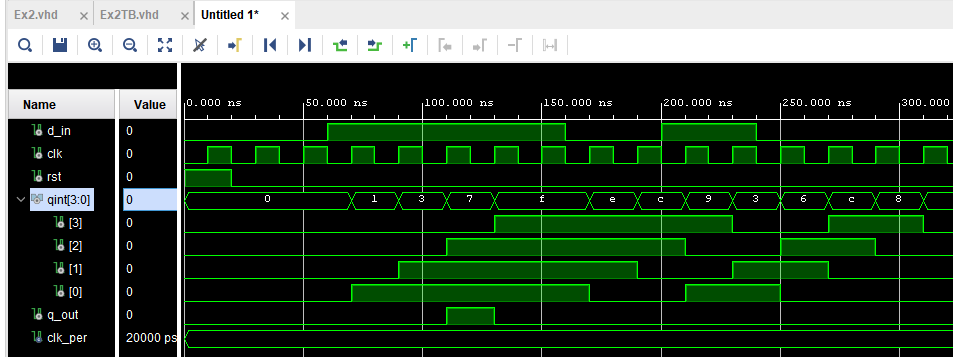 Ex2.vhd × Ex2TB.vhd × Untitled 1* ×
Name Value 0.000 ns 50.000 ns 100.000 ns 150.000 ns 200.000 ns 250.000 ns 300.000
d_in 0
clk 0
rst 0
qint[3:0] 0 0 1 3 7 f e c 9 3 6 c 8
[3] 0
[2] 0
[1] 0
[0] 0
q_out 0
clk_per 20000 ps